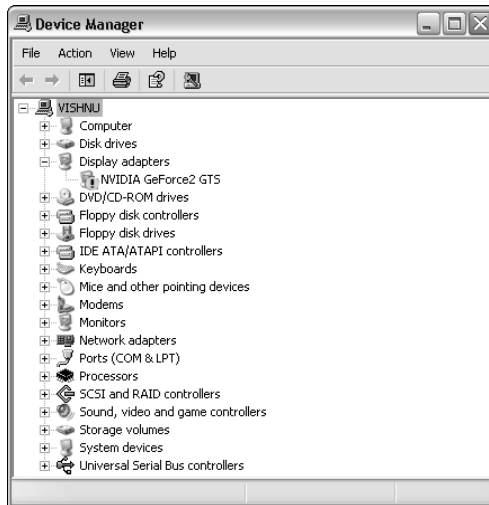 Device Manager
File Action View Help
VISHNU
Computer
Disk drives
Display adapters
NVIDIA GeForce2 GTS
DVD/CD-ROM drives
Floppy disk controllers
Floppy disk drives
IDE ATA/ATAPI controllers
Keyboards
Mice and other pointing devices
Modems
Monitors
Network adapters
Ports (COM & LPT)
Processors
SCSI and RAID controllers
Sound, video and game controllers
Storage volumes
System devices
Universal Serial Bus controllers